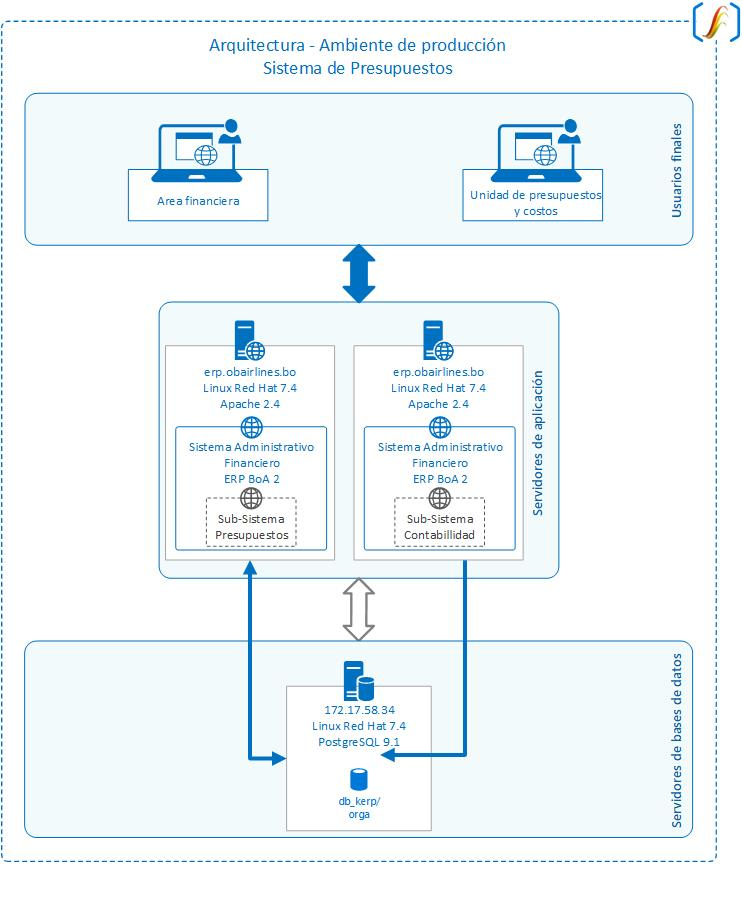 Arquitectura - Ambiente de producción
Sistema de Presupuestos
Usuarios finales
Area financiera
Unidad de presupuestos
y costos
Servidores de aplicación
erp.obairlines.bo
Linux Red Hat 7.4
Apache 2.4
Sistema Administrativo
Financiero
ERP BoA 2
Sub-Sistema
Presupuestos
erp.obairlines.bo
Linux Red Hat 7.4
Apache 2.4
Sistema Administrativo
Financiero
ERP BoA 2
Sub-Sistema
Contabillidad
Servidores de bases de datos
172.17.58.34
Linux Red Hat 7.4
PostgreSQL 9.1
db_kerp/
orga